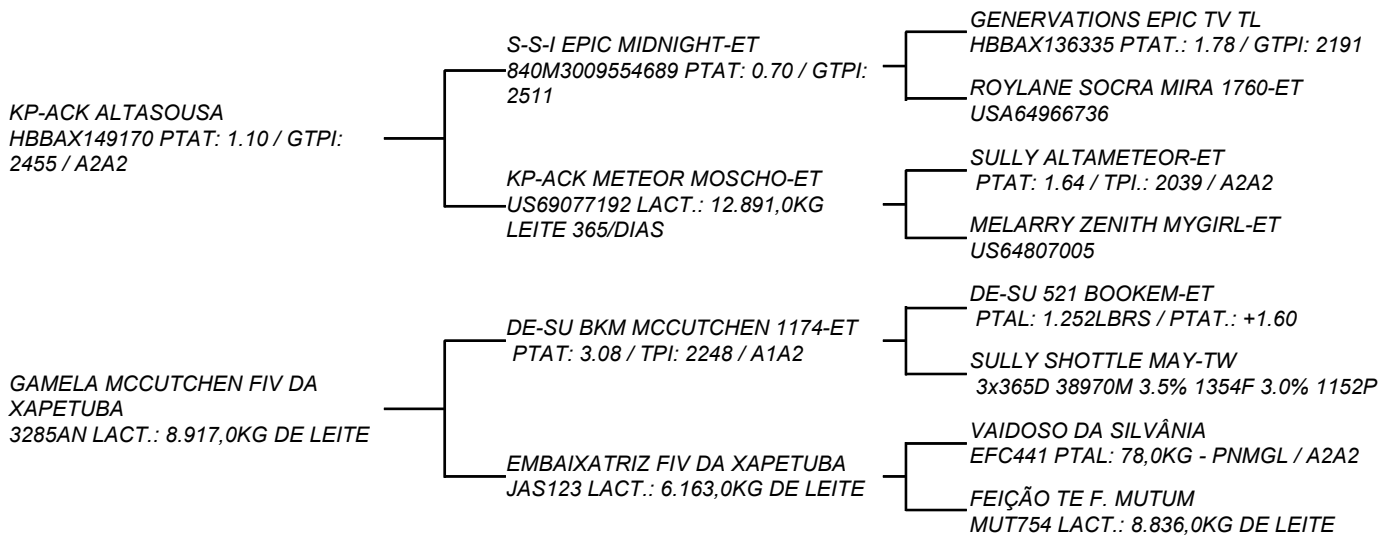 KP-ACK ALTASOUSA
HBBAX149170 PTAT: 1.10 / GTPI:
2455 / A2A2
GAMELA MCCUTCHEN FIV DA
XAPETUBA
3285AN LACT.: 8.917,0KG DE LEITE
S-S-I EPIC MIDNIGHT-ET
840M3009554689 PTAT: 0.70 / GTPI:
2511
KP-ACK METEOR MOSCHO-ET
US69077192 LACT.: 12.891,0KG
LEITE 365/DIAS
DE-SU BKM MCCUTCHEN 1174-ET
PTAT: 3.08 / TPI: 2248 / A1A2
EMBAIXATRIZ FIV DA XAPETUBA
JAS123 LACT.: 6.163,0KG DE LEITE
GENERVATIONS EPIC TV TL
HBBAX136335 PTAT.: 1.78 / GTPI: 2191
ROYLANE SOCRA MIRA 1760-ET
USA64966736
SULLY ALTAMETEOR-ET
PTAT: 1.64 / TPI.: 2039 / A2A2
MELARRY ZENITH MYGIRL-ET
US64807005
DE-SU 521 BOOKEM-ET
PTAL: 1.252LBRS / PTAT.: +1.60
SULLY SHOTTLE MAY-TW
3x365D 38970M 3.5% 1354F 3.0% 1152P
VAIDOSO DA SILVÂNIA
EFC441 PTAL: 78,0KG - PNMGL / A2A2
FEIÇÃO TE F. MUTUM
MUT754 LACT.: 8.836,0KG DE LEITE